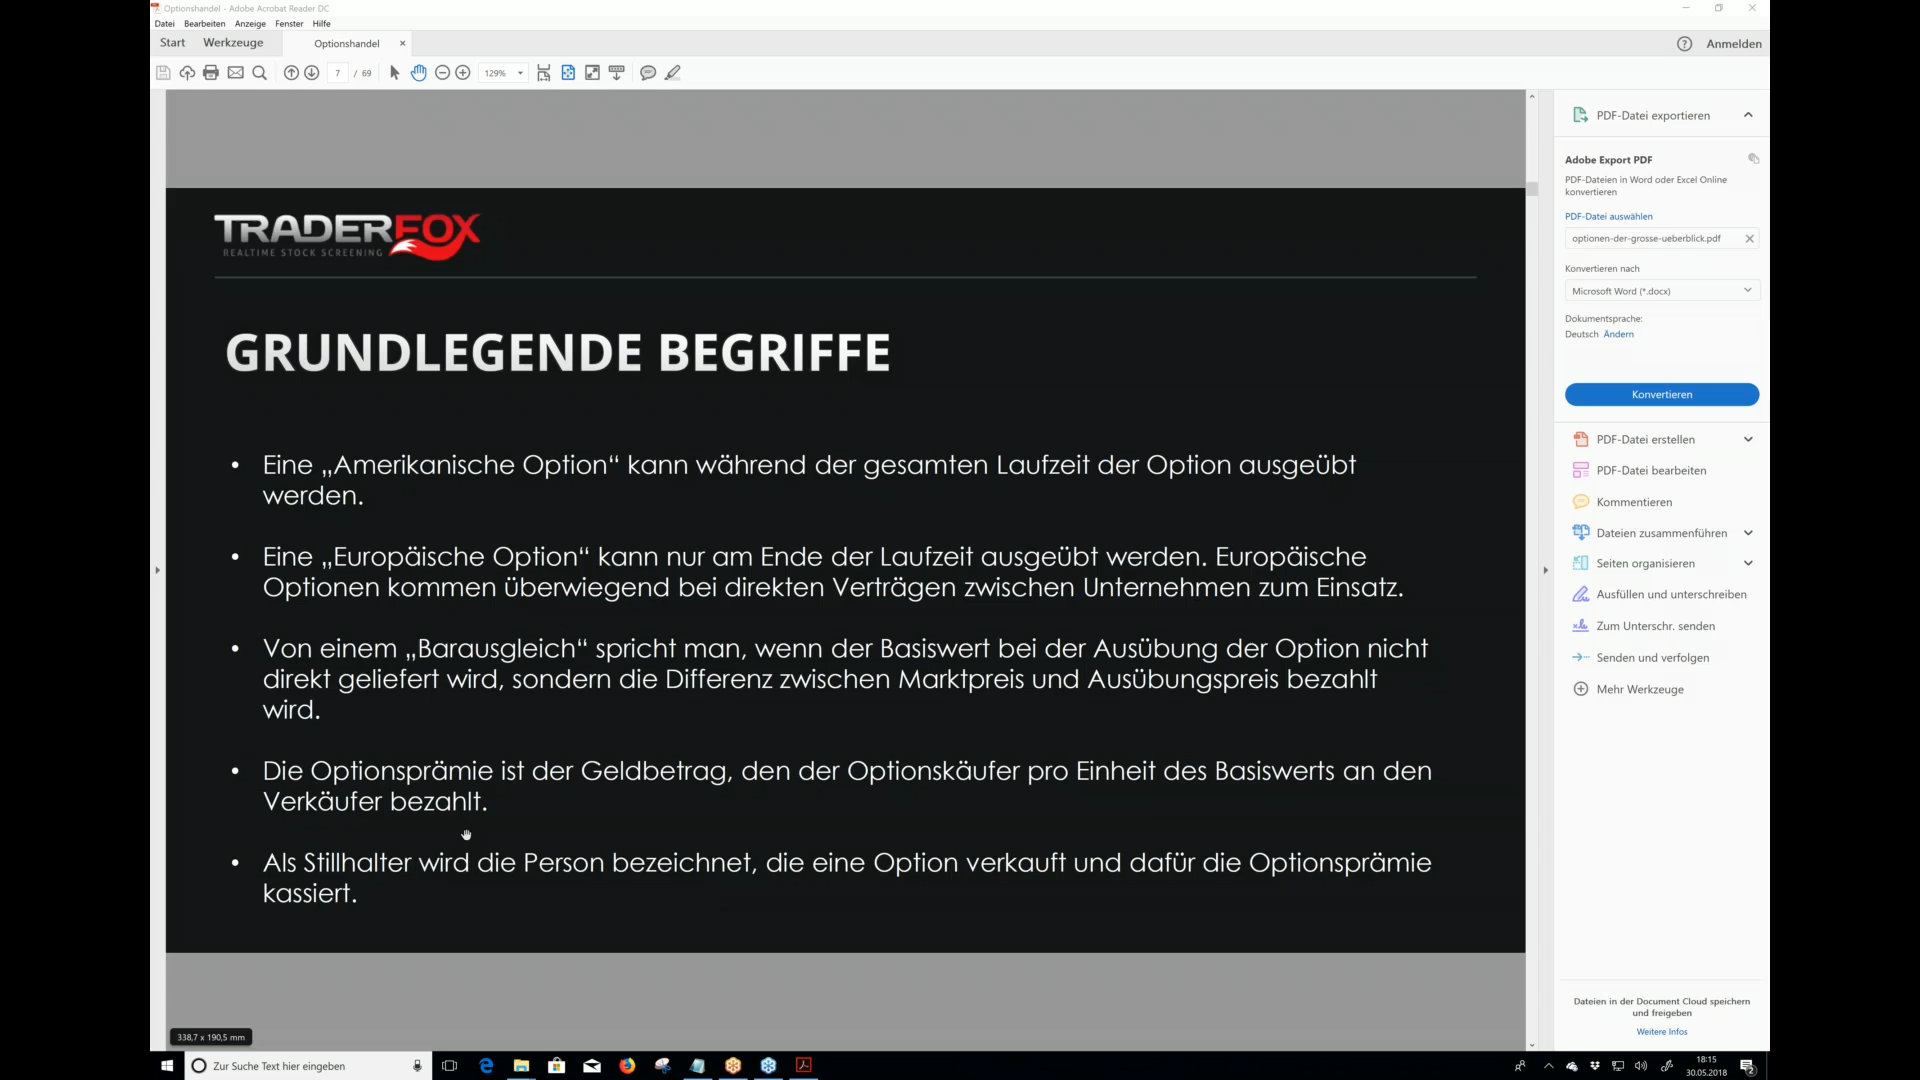 Optionshandel - Adobe Acrobat Reader DC
Datei Bearbeiten Anzeige Fenster Hilfe
Start Werkzeuge Optionshandel × Anmelden
7 / 69 129%
TRADERFOX
REALTIME STOCK SCREENING
GRUNDLEGENDE BEGRIFFE
• Eine „Amerikanische Option“ kann während der gesamten Laufzeit der Option ausgeübt
werden.
• Eine „Europäische Option“ kann nur am Ende der Laufzeit ausgeübt werden. Europäische
Optionen kommen überwiegend bei direkten Verträgen zwischen Unternehmen zum Einsatz.
• Von einem „Barausgleich“ spricht man, wenn der Basiswert bei der Ausübung der Option nicht
direkt geliefert wird, sondern die Differenz zwischen Marktpreis und Ausübungspreis bezahlt
wird.
• Die Optionsprämie ist der Geldbetrag, den der Optionskäufer pro Einheit des Basiswerts an den
Verkäufer bezahlt.
• Als Stillhalter wird die Person bezeichnet, die eine Option verkauft und dafür die Optionsprämie
kassiert.
338,7 x 190,5 mm
PDF-Datei exportieren
Adobe Export PDF
PDF-Dateien in Word oder Excel Online
konvertieren
PDF-Datei auswählen
optionen-der-grosse-ueberblick.pdf
Konvertieren nach
Microsoft Word (*.docx)
Dokumentsprache:
Deutsch Ändern
Konvertieren
PDF-Datei erstellen
PDF-Datei bearbeiten
Kommentieren
Dateien zusammenführen
Seiten organisieren
Ausfüllen und unterschreiben
Zum Unterschr. senden
Senden und verfolgen
Mehr Werkzeuge
Dateien in der Document Cloud speichern
und freigeben
Weitere Infos
Zur Suche Text hier eingeben
18:15
30.05.2018
2